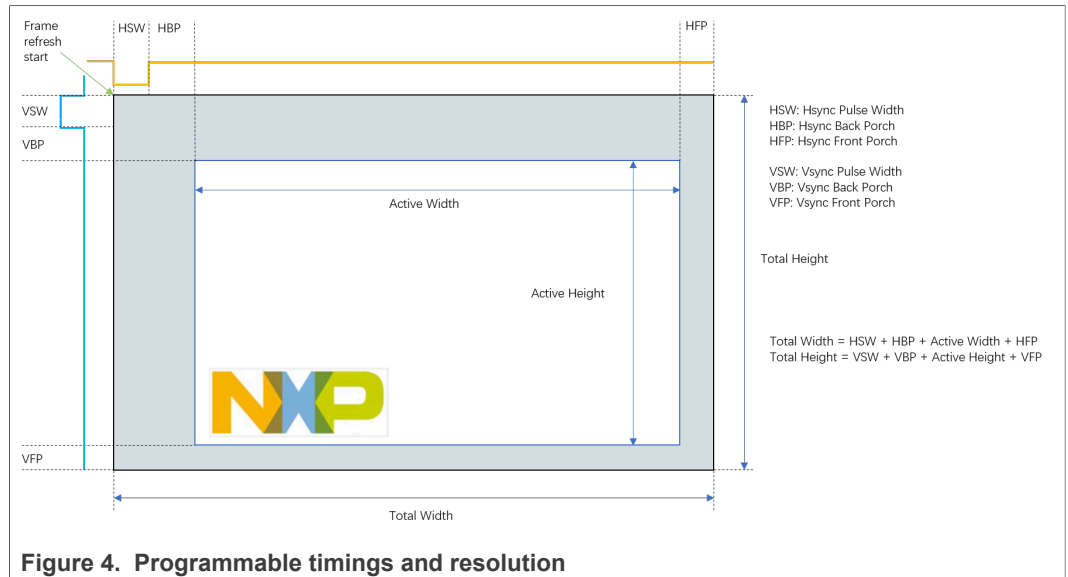 Frame
refresh
start
HSW
HBP
HFP
VSW
VBP
HSW: Hsync Pulse Width
HBP: Hsync Back Porch
HFP: Hsync Front Porch
VSW: Vsync Pulse Width
VBP: Vsync Back Porch
VFP: Vsync Front Porch
Active Width
Total Height
Active Height
Total Width = HSW + HBP + Active Width + HFP
Total Height = VSW + VBP + Active Height + VFP
NXP
VFP
Total Width
Figure 4. Programmable timings and resolution